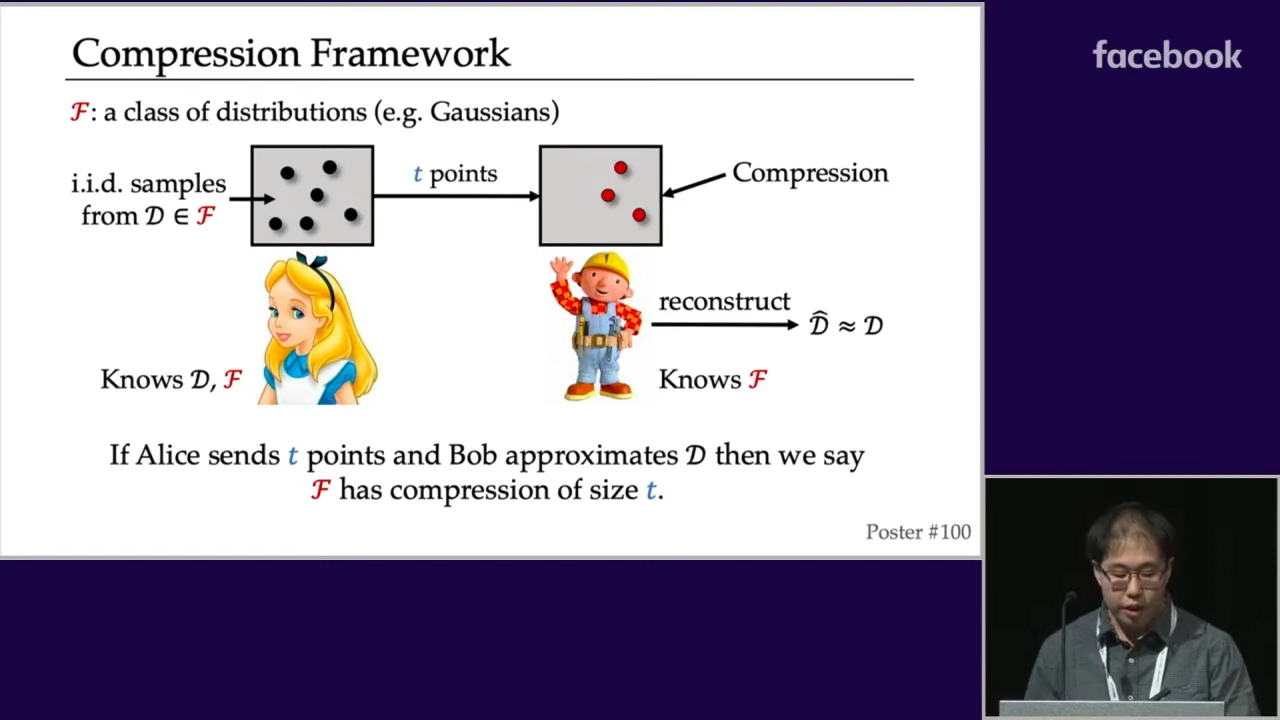 Compression Framework
facebook
ℱ: a class of distributions (e.g. Gaussians)
i.i.d. samples
from 𝒟 ∈ ℱ
t points
Compression
reconstruct
𝒟̂ ≈ 𝒟
Knows 𝒟, ℱ
Knows ℱ
If Alice sends t points and Bob approximates 𝒟 then we say
ℱ has compression of size t.
Poster #100